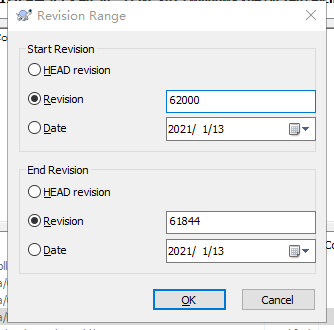 Revision Range
Start Revision
HEAD revision
Revision
62000
Date
2021/ 1/13
End Revision
HEAD revision
Revision
61844
Date
2021/ 1/13
OK
Cancel